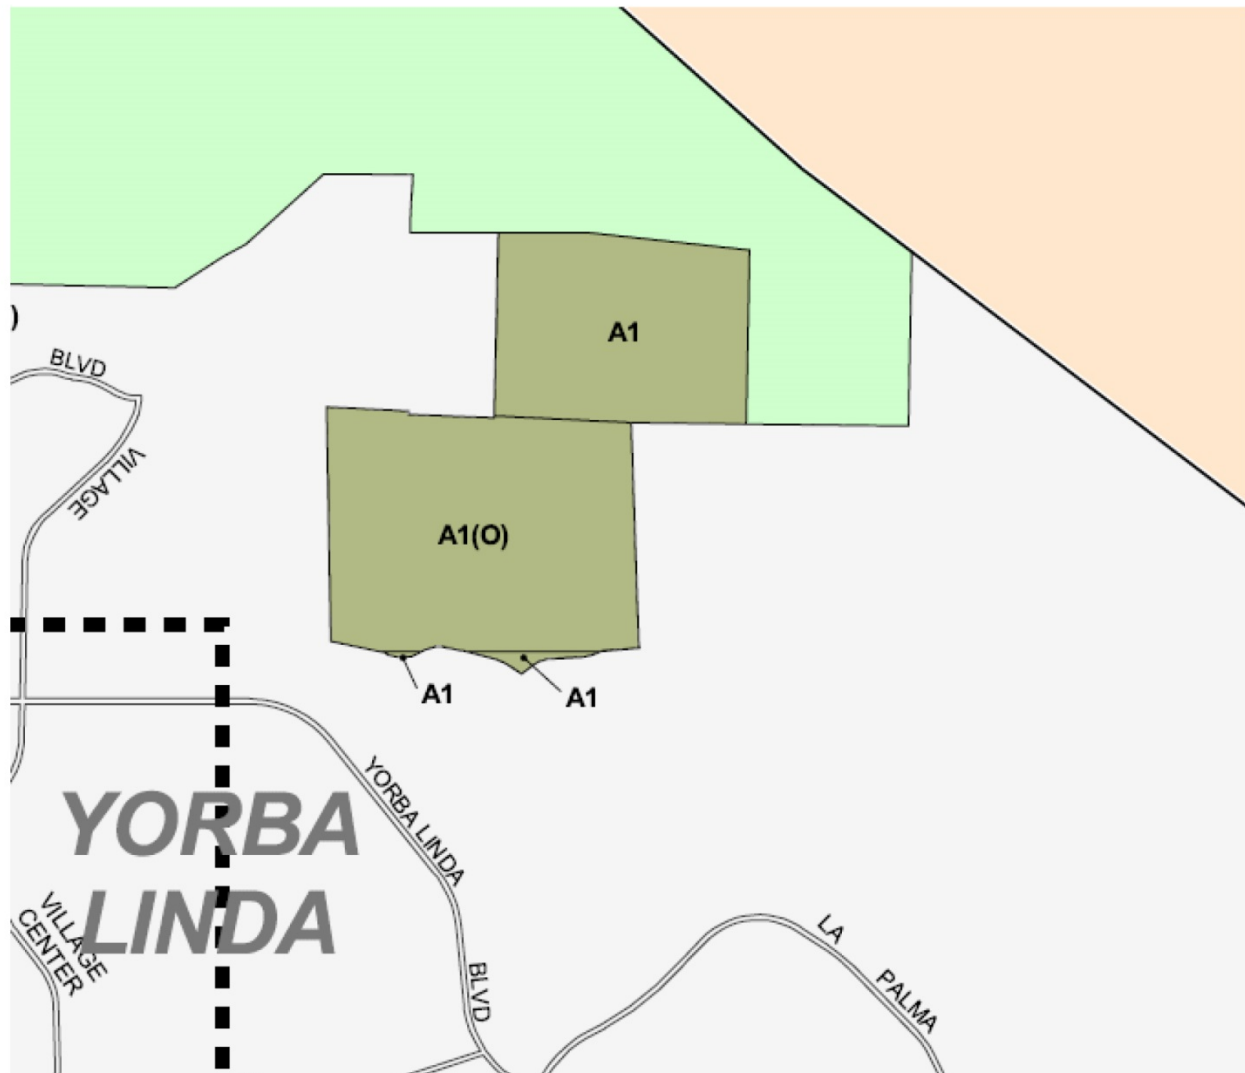 )
A1
BLVD
VILLAGE
A1(O)
A1
A1
YORBA LINDA
YORBA
LINDA
VILLAGE
CENTER
BLVD
LA
PALMA